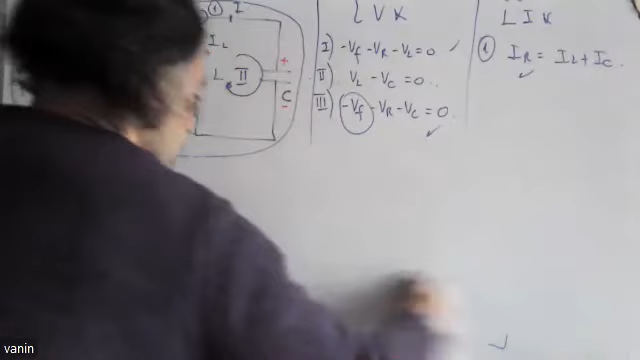 LVK
I) -Vf -VR -VL = 0 ✓
II) VL - VC = 0 ..
III) -Vf - VR - VC = 0. ✓
LIK
① IR = IL + IC. ✓
① I
IL
L II
+
C
-
vanin